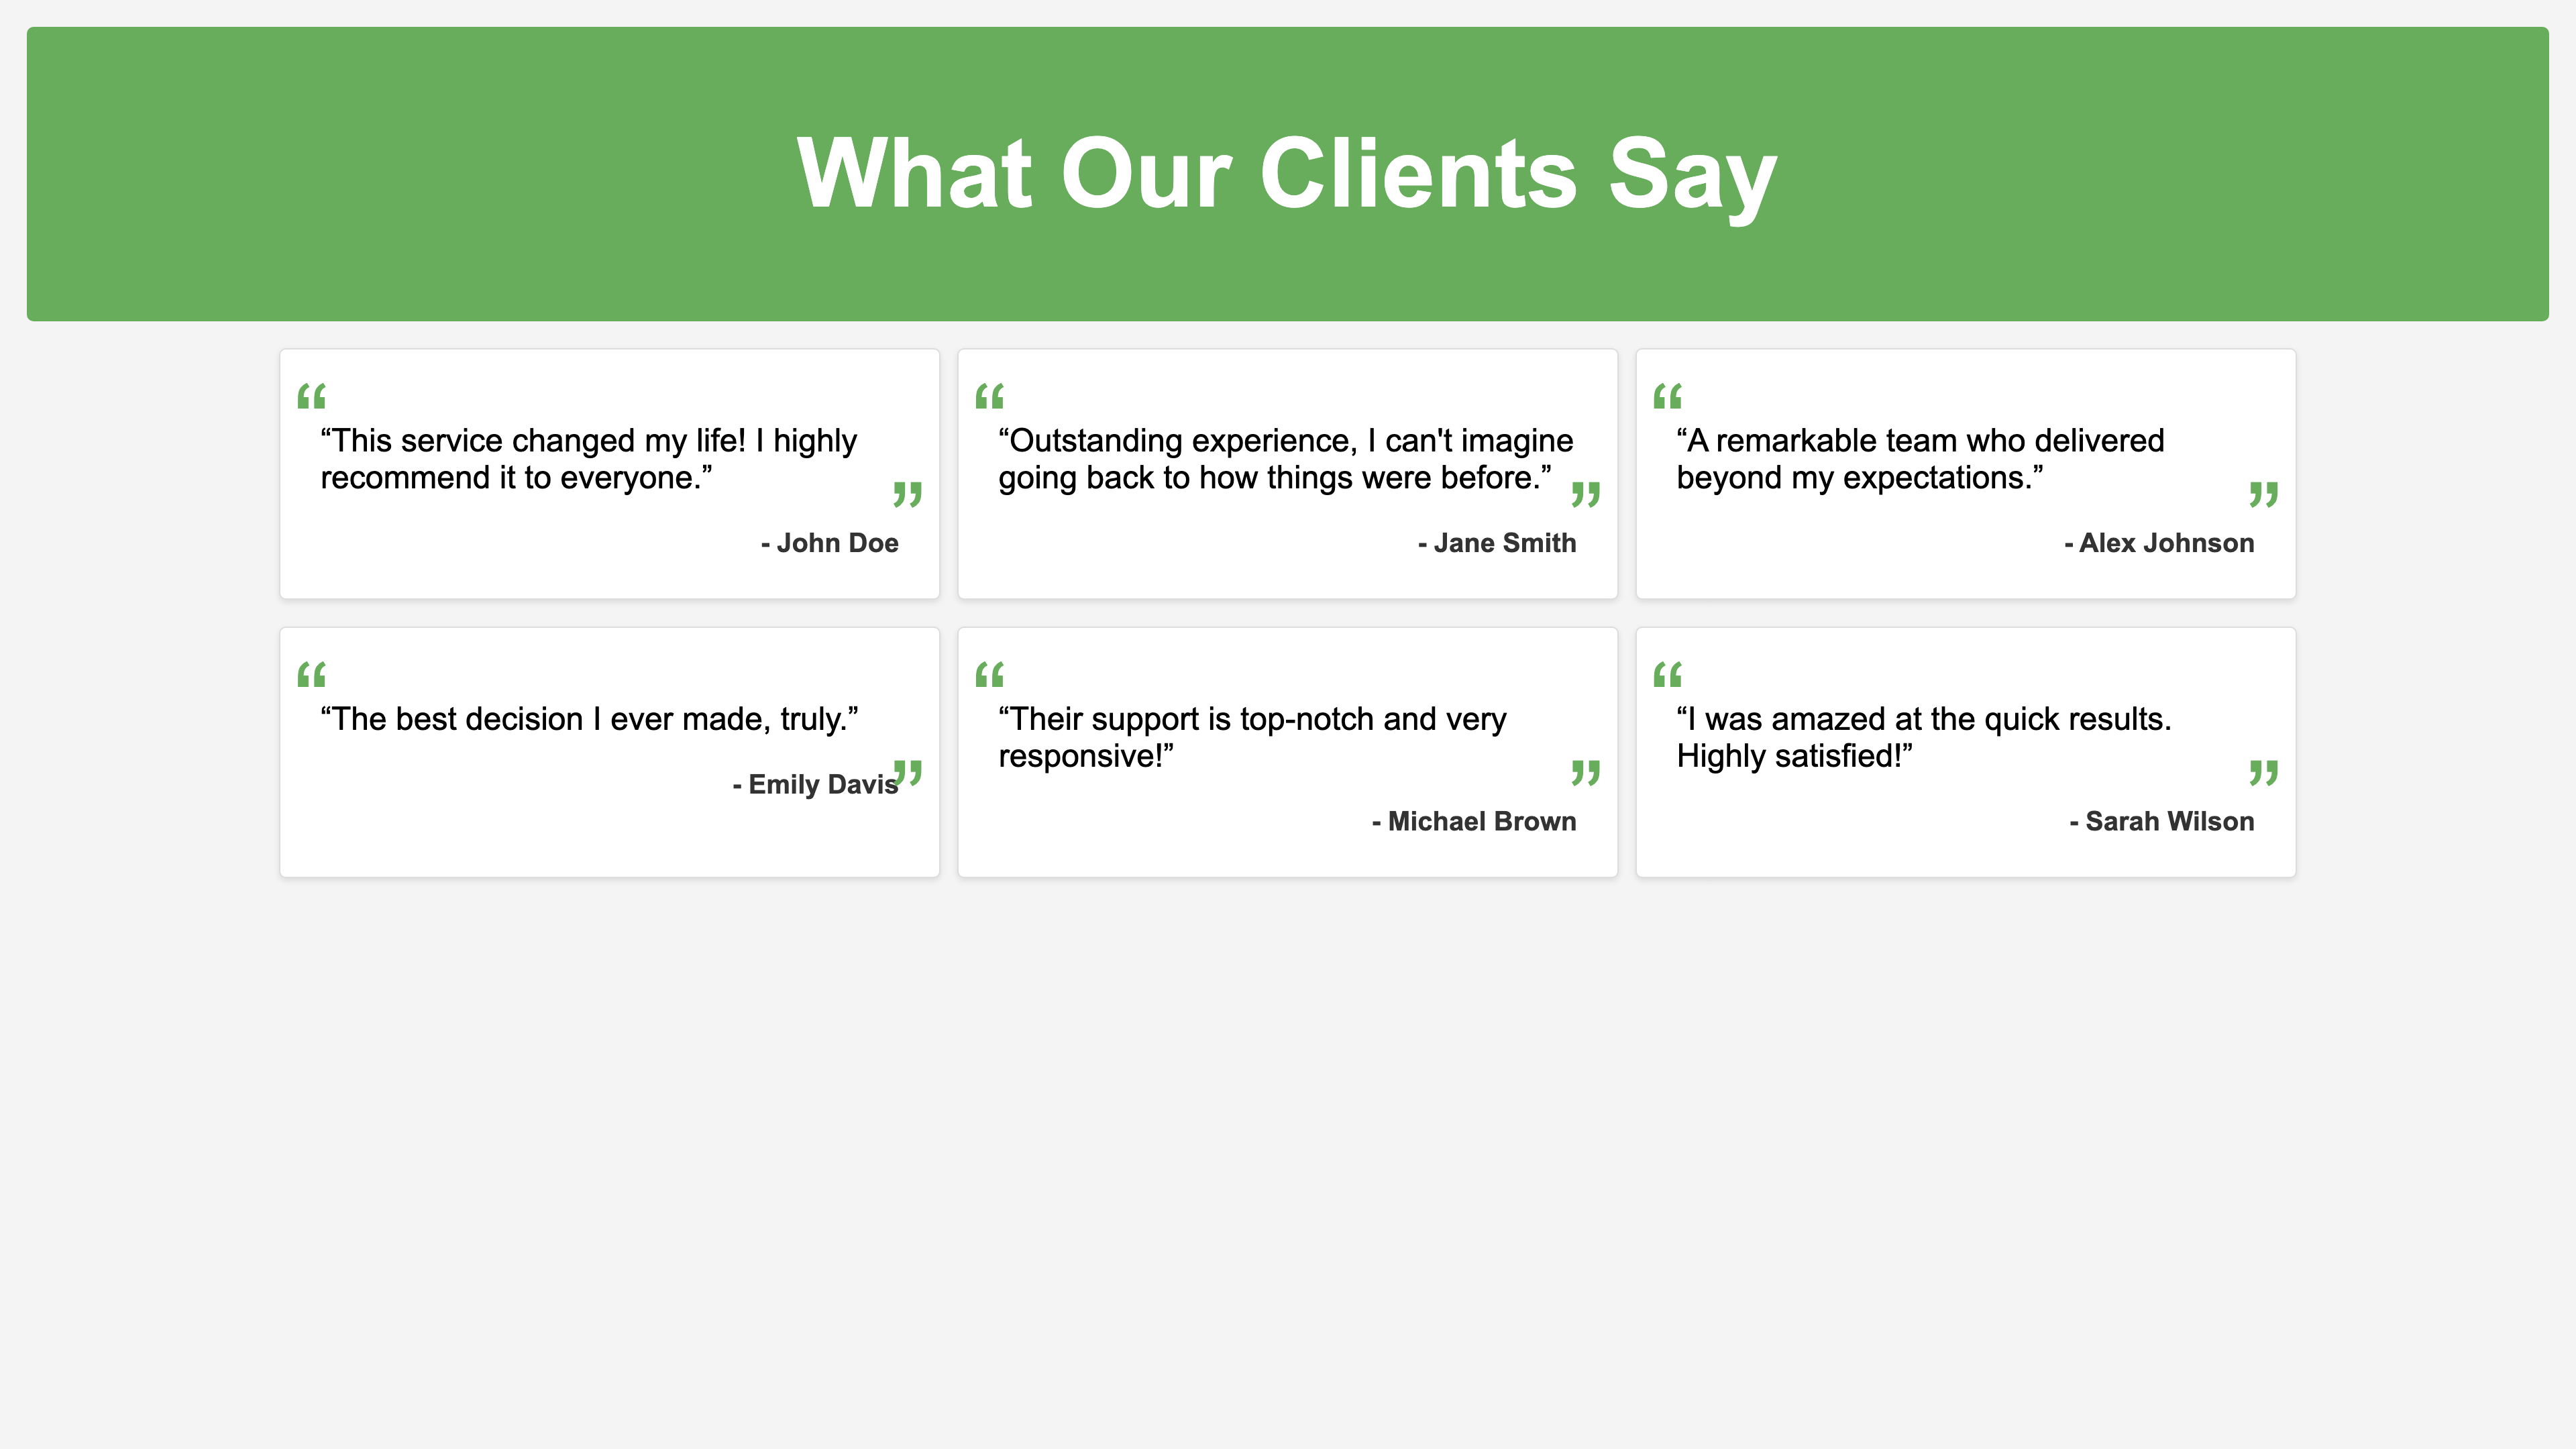 What Our Clients Say
“
“This service changed my life! I highly
recommend it to everyone.”
”
- John Doe
“
“Outstanding experience, I can't imagine
going back to how things were before.”
”
- Jane Smith
“
“A remarkable team who delivered
beyond my expectations.”
”
- Alex Johnson
“
“The best decision I ever made, truly.”
”
- Emily Davis
“
“Their support is top-notch and very
responsive!”
”
- Michael Brown
“
“I was amazed at the quick results.
Highly satisfied!”
”
- Sarah Wilson